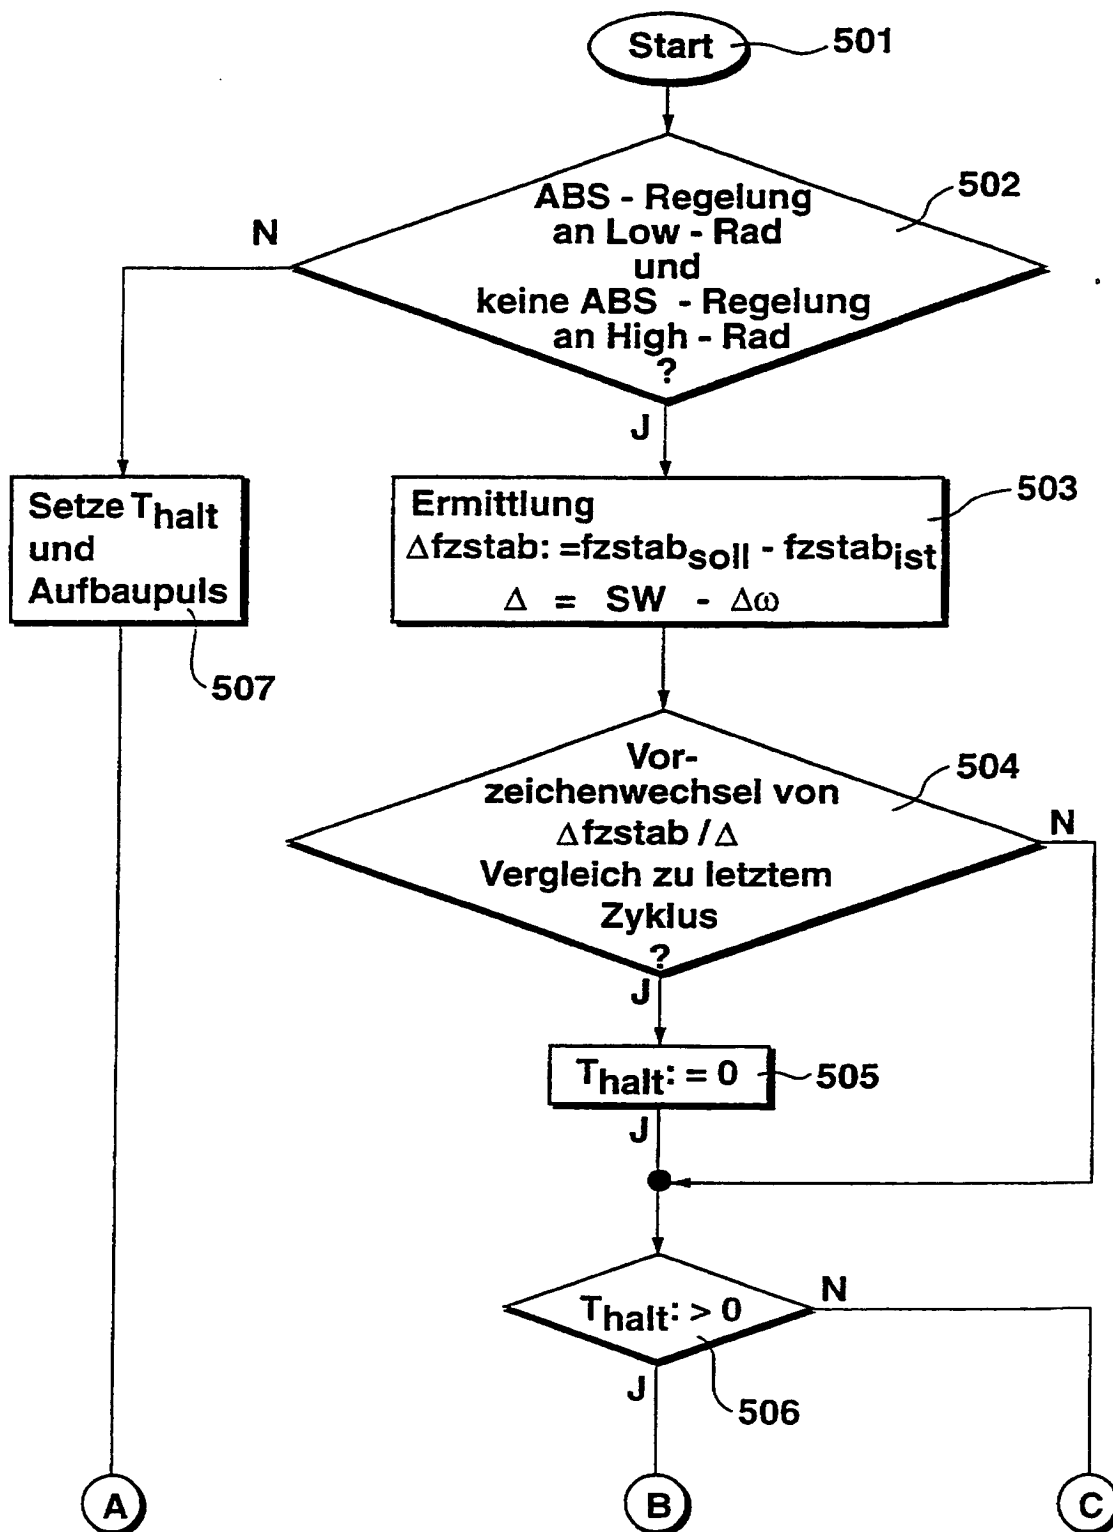 Start
501
ABS - Regelung
an Low - Rad
und
keine ABS - Regelung
an High - Rad
?
502
N
J
Setze Thalt
und
Aufbaupuls
507
Ermittlung
Δfzstab: =fzstabsoll - fzstabist
Δ = SW - Δω
503
Vor-
zeichenwechsel von
Δfzstab / Δ
Vergleich zu letztem
Zyklus
?
504
N
J
Thalt: = 0
505
J
Thalt: > 0
N
J
506
A
B
C